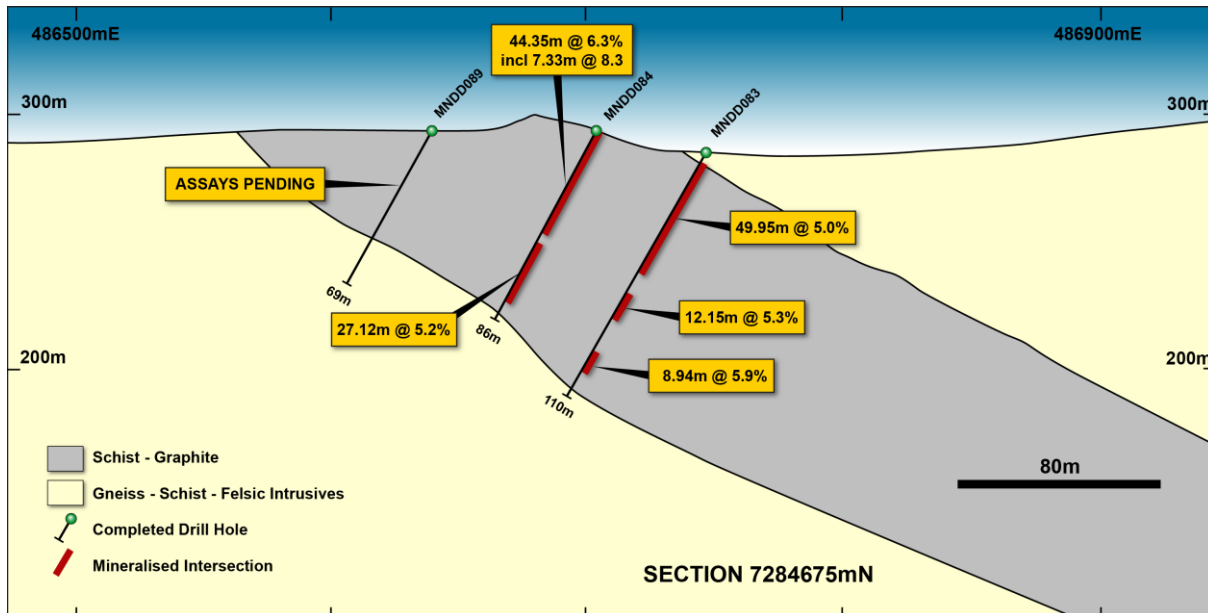 486500mE
486900mE
44.35m @ 6.3%
incl 7.33m @ 8.3
MNDD089
MNDD084
MNDD083
300m
300m
ASSAYS PENDING
49.95m @ 5.0%
69m
27.12m @ 5.2%
86m
12.15m @ 5.3%
200m
200m
8.94m @ 5.9%
110m
Schist - Graphite
80m
Gneiss - Schist - Felsic Intrusives
Completed Drill Hole
Mineralised Intersection
SECTION 7284675mN